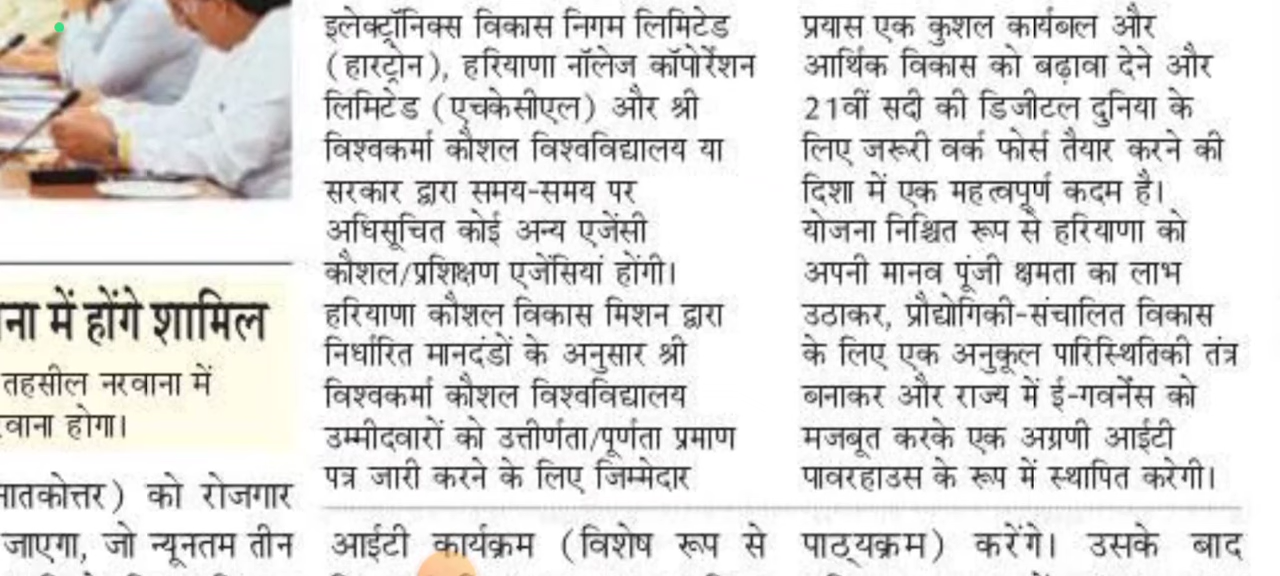 ना में होंगे शामिल
तहसील नरवाना में
होगा।
को रोजगार
जाएगा, जो न्यूनतम तीन
इलेक्ट्रॉनिक्स विकास निगम लिमिटेड
(हारट्रोन), हरियाणा नॉलेज कॉपोर्रेशन
लिमिटेड (एचकेसीएल) और श्री
विश्वकर्मा कौशल विश्वविद्यालय या
सरकार द्वारा समय-समय पर
अधिसूचित कोई अन्य एजेंसी
कौशल/प्रशिक्षण एजेंसियां होंगी।
हरियाणा कौशल विकास मिशन द्वारा
निर्धारित मानदंडों के अनुसार श्री
विश्वकर्मा कौशल विश्वविद्यालय
उम्मीदवारों को उत्तीर्णता/पूर्णता प्रमाण
पत्र जारी करने के लिए जिम्मेदार
आईटी कार्यक्रम (विशेष रूप से
प्रयास एक कुशल कार्यबल और
आर्थिक विकास को बढ़ावा देने और
21वीं सदी की डिजीटल दुनिया के
लिए जरूरी वर्क फोर्स तैयार करने की
दिशा में एक महत्वपूर्ण कदम है।
योजना निश्चित रूप से हरियाणा को
अपनी मानव पूंजी क्षमता का लाभ
उठाकर, प्रौद्योगिकी-संचालित विकास
के लिए एक अनुकूल पारिस्थितिकी तंत्र
बनाकर और राज्य में ई-गवर्नेंस को
मजबूत करके एक अग्रणी आईटी
पावरहाउस के रूप में स्थापित करेगी।
पाठ्यक्रम) करेंगे। उसके बाद